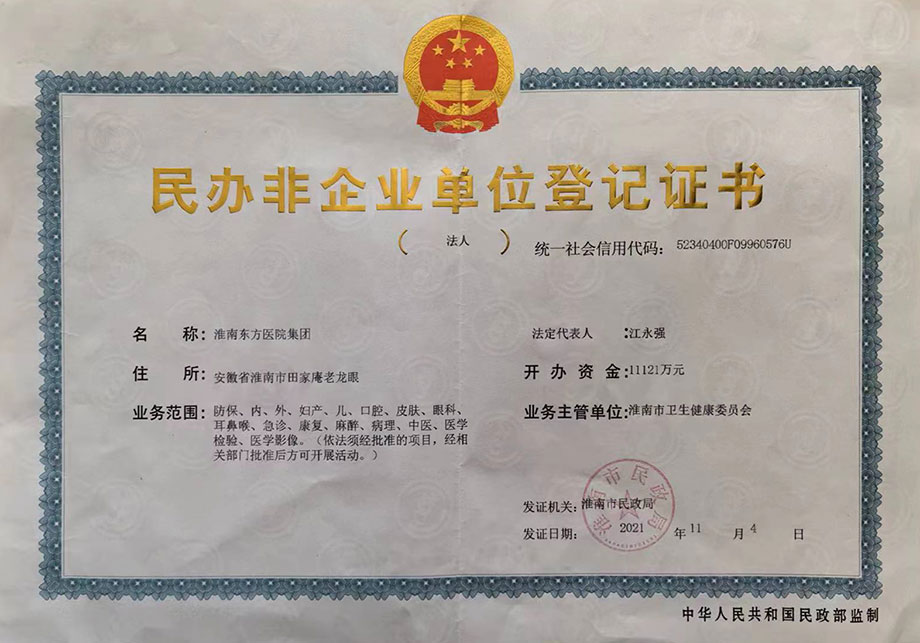 民办非企业单位登记证书
（ 法人 ）
统一社会信用代码：52340400F09960576U
名 称：淮南东方医院集团
住 所：安徽省淮南市田家庵老龙眼
业务范围：防保、内、外、妇产、儿、口腔、皮肤、眼科、
耳鼻喉、急诊、康复、麻醉、病理、中医、医学
检验、医学影像。（依法须经批准的项目，经相
关部门批准后方可开展活动。）
法定代表人：江永强
开办资金：11121万元
业务主管单位：淮南市卫生健康委员会
发证机关：淮南市民政局
发证日期：2021 年 11 月 4 日
淮南市民政局
中华人民共和国民政部监制